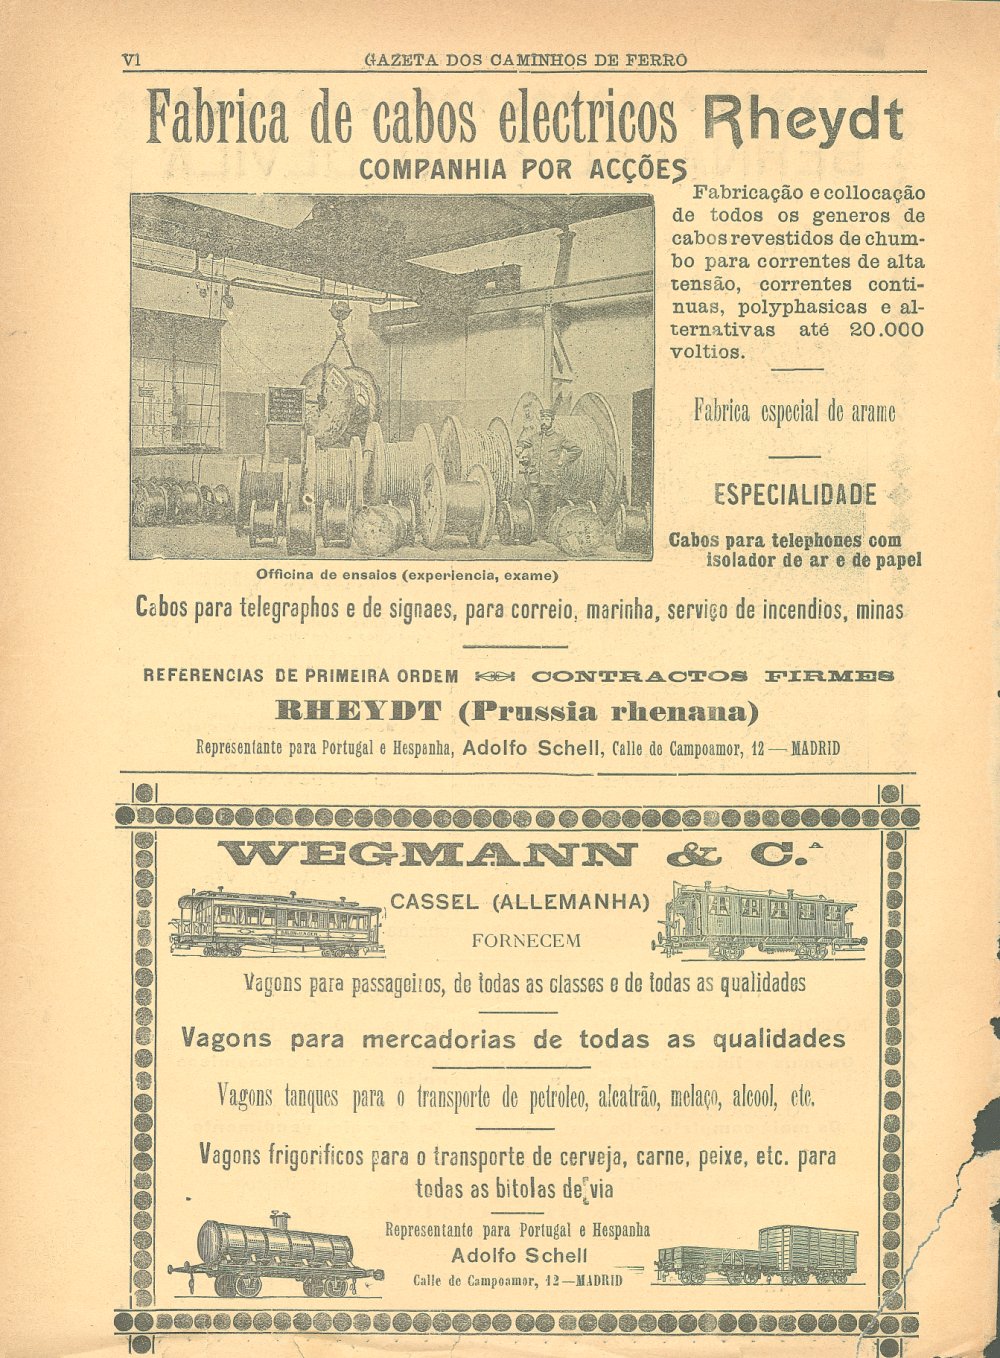 VI
GAZETA DOS CAMINHOS DE FERRO
Fabrica de cabos electricos Rheydt
COMPANHIA POR ACÇÕES
Fabricação e collocação
de todos os generos de
cabos revestidos de chum-
bo para correntes de alta
tensão, correntes conti-
nuas, polyphasicas e al-
ternativas até 20.000
voltios.
Fabrica especial de arame
ESPECIALIDADE
Cabos para telephones com
isolador de ar e de papel
Officina de ensaios (experiencia, exame)
Cabos para telegraphos e de signaes, para correio, marinha, serviço de incendios, minas
REFERENCIAS DE PRIMEIRA ORDEM CONTRACTOS FIRMES
RHEYDT (Prussia rhenana)
Representante para Portugal e Hespanha, Adolfo Schell, Calle de Campoamor, 12 — MADRID
WEGMANN & C.A
CASSEL (ALLEMANHA)
FORNECEM
Vagons para passageiros, de todas as classes e de todas as qualidades
Vagons para mercadorias de todas as qualidades
Vagons tanques para o transporte de petroleo, alcatrão, melaço, alcool, etc.
Vagons frigorificos para o transporte de cerveja, carne, peixe, etc. para
todas as bitolas de via
Representante para Portugal e Hespanha
Adolfo Schell
Calle de Campoamor, 12—MADRID